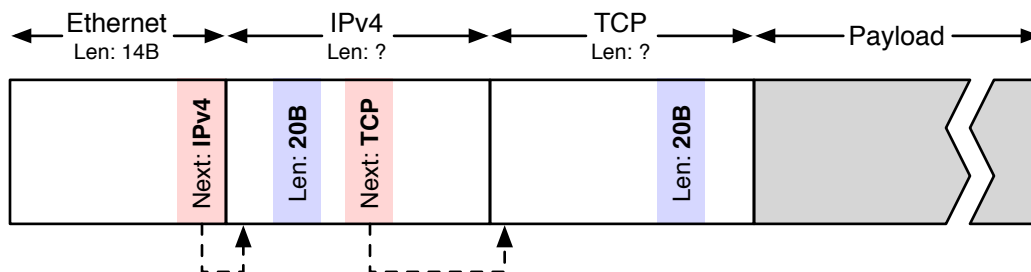 Ethernet
Len: 14B
IPv4
Len: ?
TCP
Len: ?
Payload
Next: IPv4
Len: 20B
Next: TCP
Len: 20B